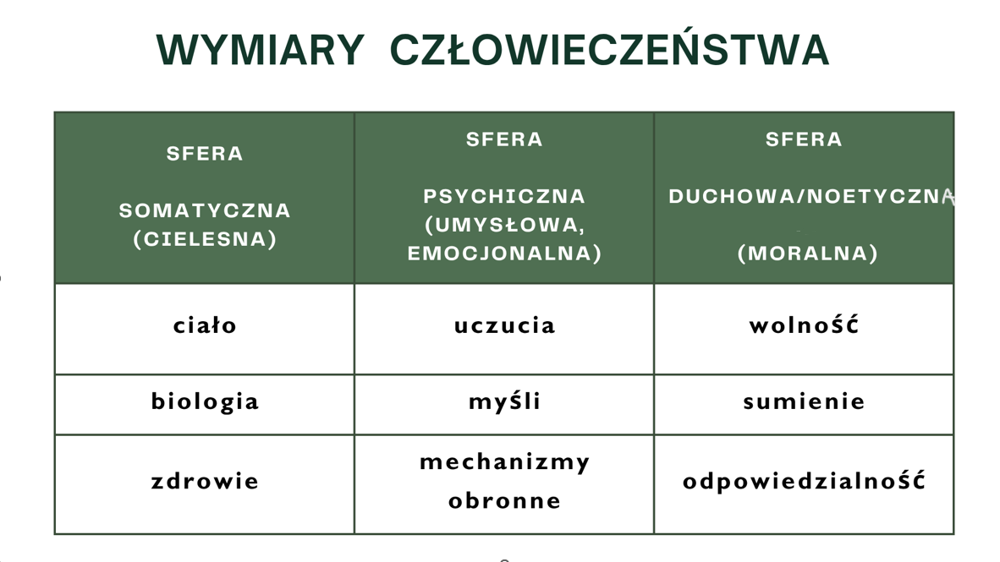 WYMIARY CZŁOWIECZEŃSTWA
SFERA
SOMATYCZNA
(CIELESNA)
SFERA
PSYCHICZNA
(UMYSŁOWA,
EMOCJONALNA)
SFERA
DUCHOWA/NOETYCZNA
(MORALNA)
ciało
uczucia
wolność
biologia
myśli
sumienie
zdrowie
mechanizmy
obronne
odpowiedzialność